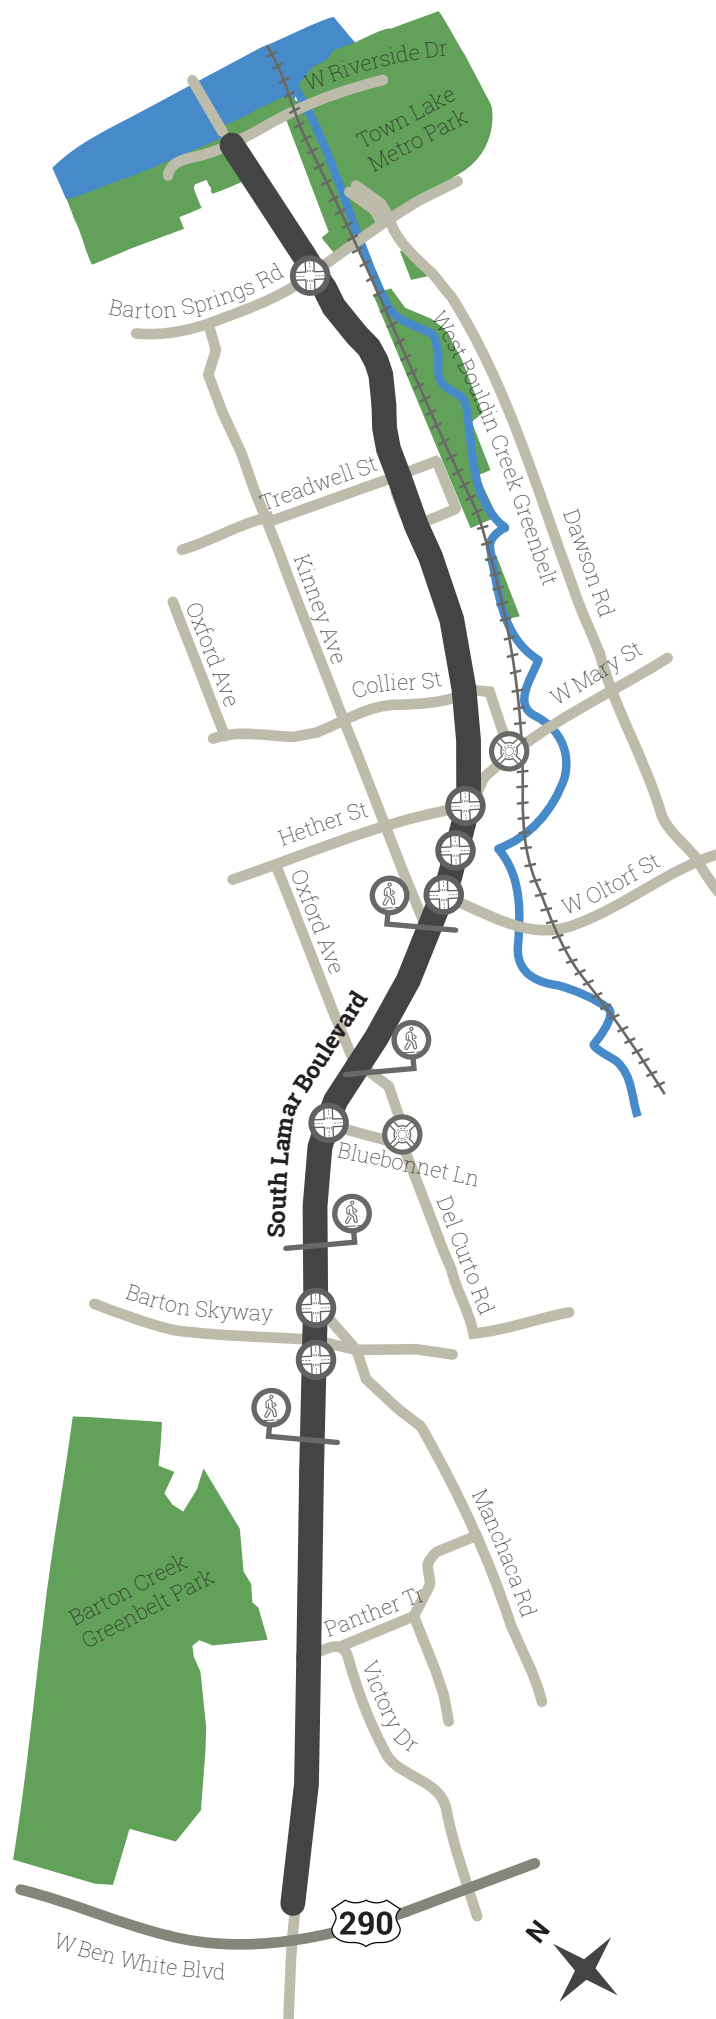 W Riverside Dr
Town Lake
Metro Park
Barton Springs Rd
West Bouldin Creek Greenbelt
Treadwell St
Dawson Rd
Kinney Ave
Oxford Ave
W Mary St
Collier St
Hether St
W Oltorf St
Oxford Ave
South Lamar Boulevard
Bluebonnet Ln
Del Curto Rd
Barton Skyway
Manchaca Rd
Barton Creek
Greenbelt Park
Panther Tr
Victory Dr
290
N
W Ben White Blvd